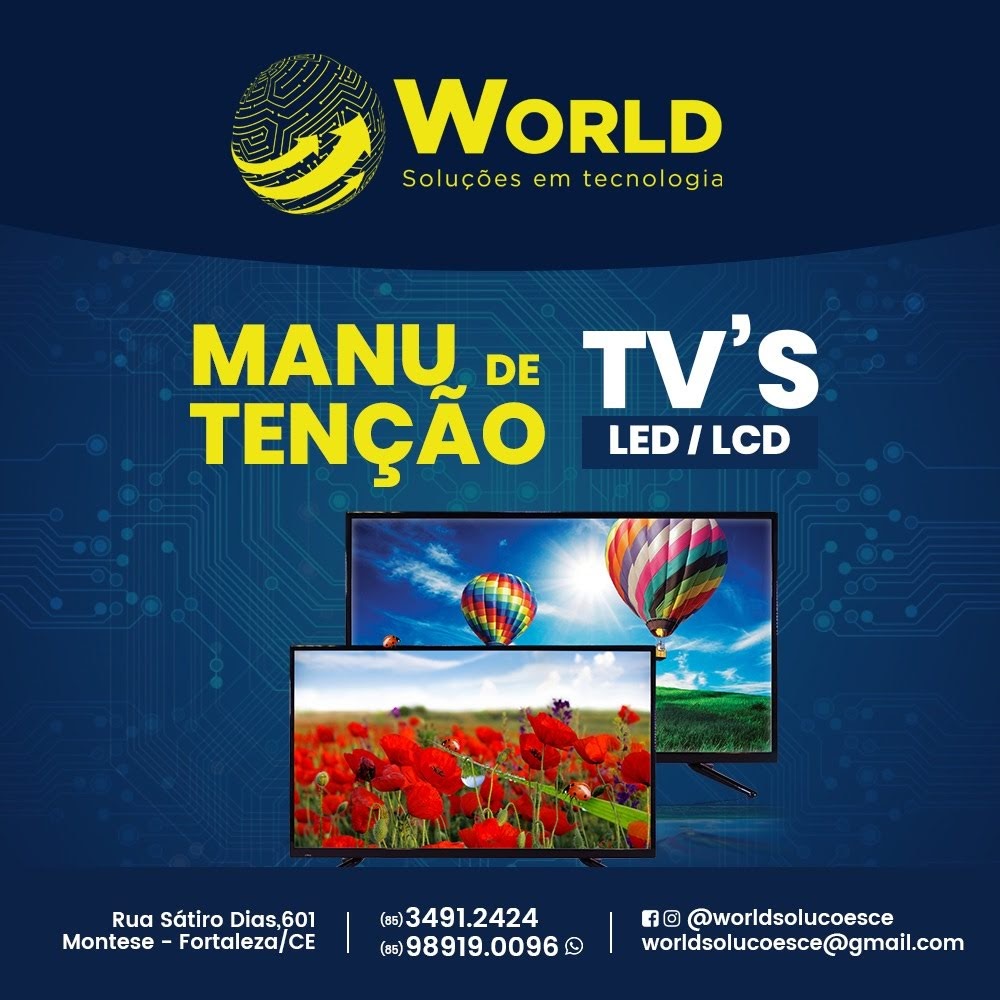 WORLD
Soluções em tecnologia
MANU DE
TENÇÃO
TV'S
LED / LCD
Rua Sátiro Dias,601
Montese - Fortaleza/CE
(85) 3491.2424
(85) 98919.0096
@worldsolucoesce
worldsolucoesce@gmail.com